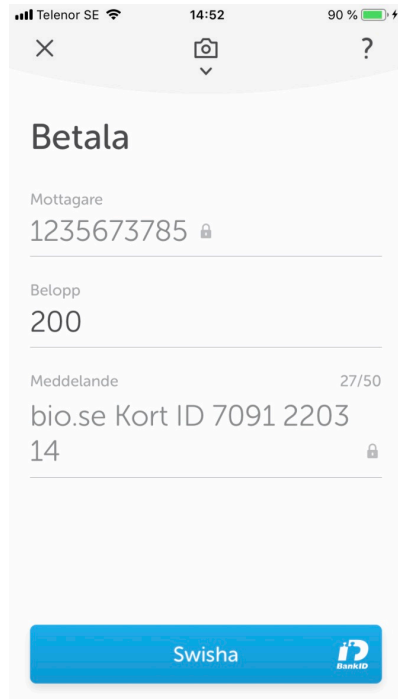 Telenor SE 14:52 90 %
?
Betala
Mottagare
1235673785
Belopp
200
Meddelande 27/50
bio.se Kort ID 7091 2203
14
Swisha
BankID